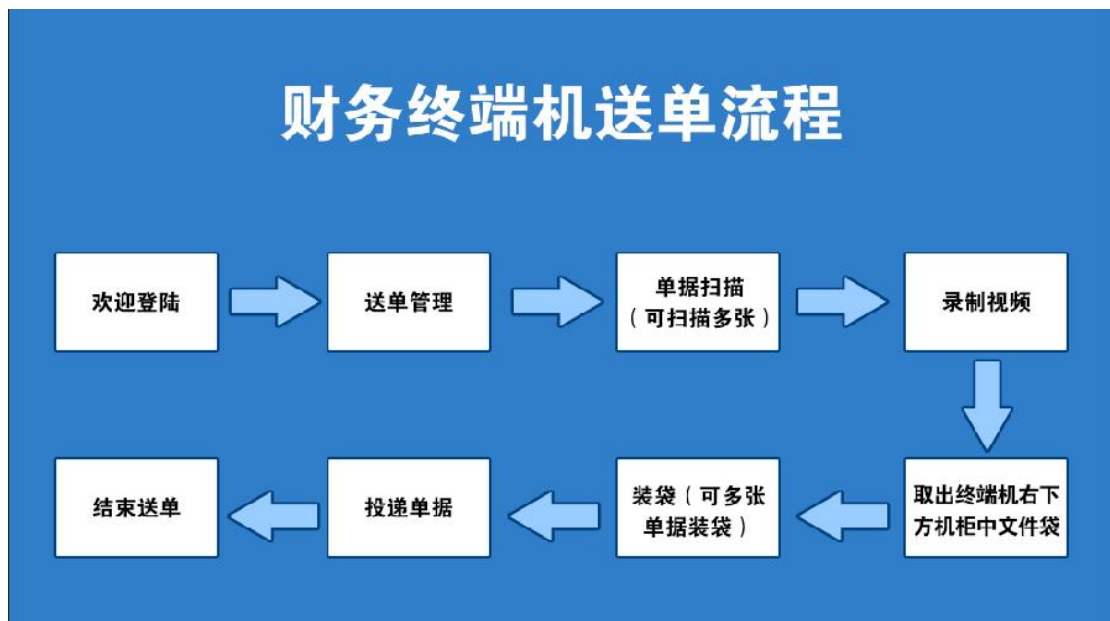 财务终端机送单流程
欢迎登陆
送单管理
单据扫描
（可扫描多张）
录制视频
取出终端机右下
方机柜中文件袋
装袋（可多张
单据装袋）
投递单据
结束送单